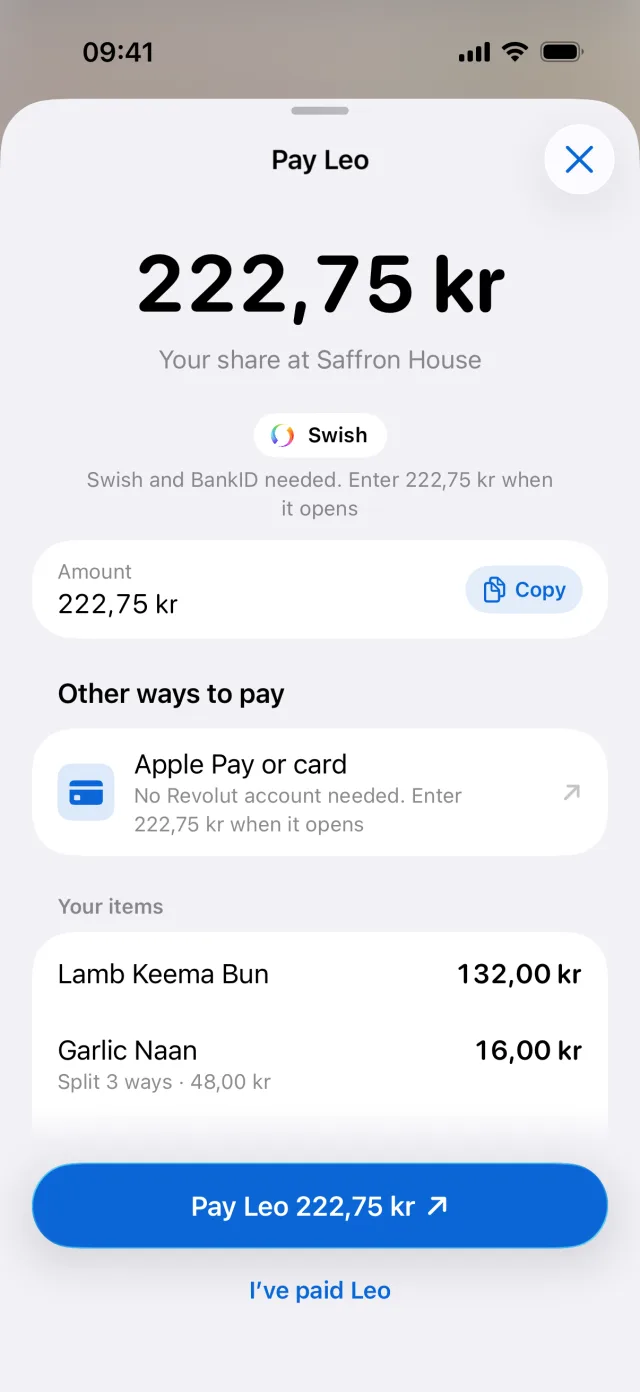 09:41
Pay Leo
222,75 kr
Your share at Saffron House
Swish
Swish and BankID needed. Enter 222,75 kr when
it opens
Amount
222,75 kr
Copy
Other ways to pay
Apple Pay or card
No Revolut account needed. Enter
222,75 kr when it opens
Your items
Lamb Keema Bun 132,00 kr
Garlic Naan 16,00 kr
Split 3 ways · 48,00 kr
Pay Leo 222,75 kr
I’ve paid Leo